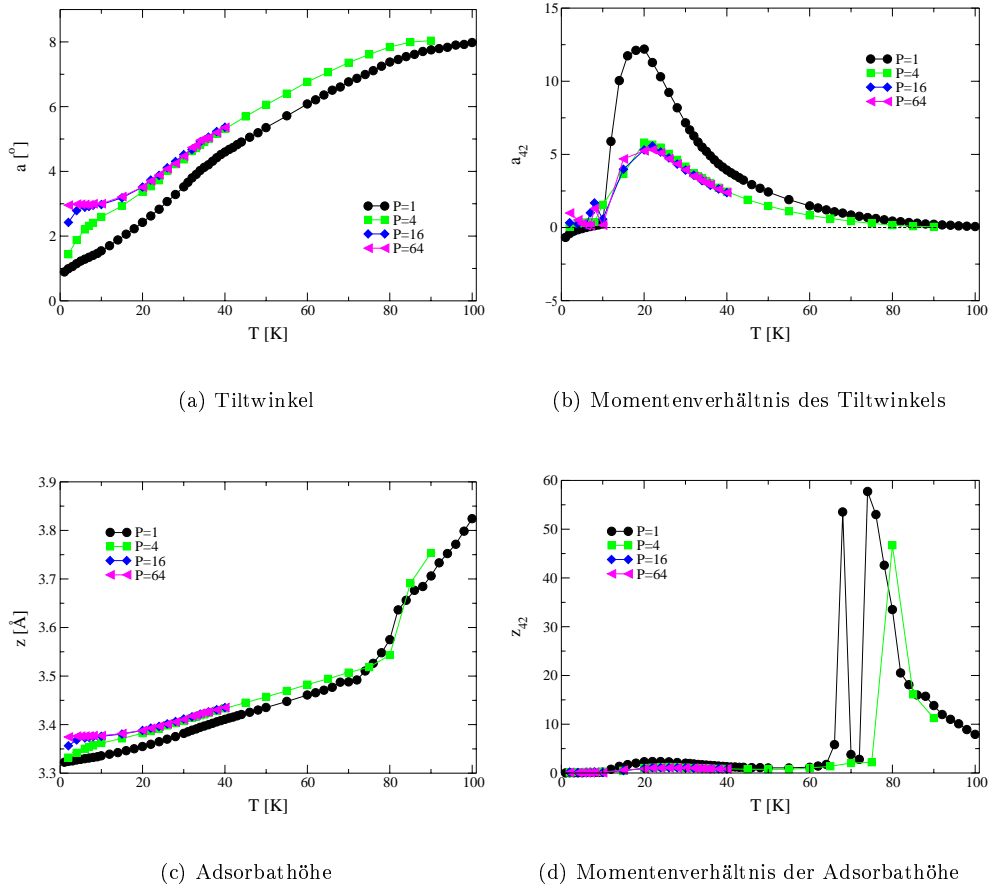 8
6
4
2
0
a [°]
0
20
40
60
80
100
T [K]
P=1
P=4
P=16
P=64
(a) Tiltwinkel
15
10
5
0
−5
a42
0
20
40
60
80
100
T [K]
P=1
P=4
P=16
P=64
(b) Momentenverhältnis des Tiltwinkels
3.9
3.8
3.7
3.6
3.5
3.4
3.3
z [Å]
0
20
40
60
80
100
T [K]
P=1
P=4
P=16
P=64
(c) Adsorbathöhe
60
50
40
30
20
10
0
z42
0
20
40
60
80
100
T [K]
P=1
P=4
P=16
P=64
(d) Momentenverhältnis der Adsorbathöhe